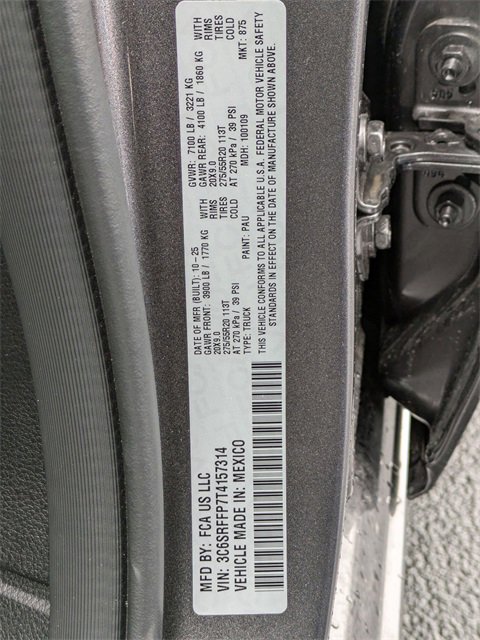 MFD BY: FCA US LLC
VIN: 3C6SRFFP7T4157314
VEHICLE MADE IN: MEXICO
DATE OF MFR (BUILT): 10-25 GVWR: 7100 LB / 3221 KG
GAWR FRONT: 3900 LB / 1770 KG WITH GAWR REAR: 4100 LB / 1860 KG WITH
20X9.0 RIMS 20X9.0 RIMS
275/55R20 113T TIRES 275/55R20 113T TIRES
AT 270 kPa / 39 PSI COLD AT 270 kPa / 39 PSI COLD
TYPE: TRUCK PAINT: PAU MDH: 100109 MKT: 875
THIS VEHICLE CONFORMS TO ALL APPLICABLE U.S.A. FEDERAL MOTOR VEHICLE SAFETY
STANDARDS IN EFFECT ON THE DATE OF MANUFACTURE SHOWN ABOVE.